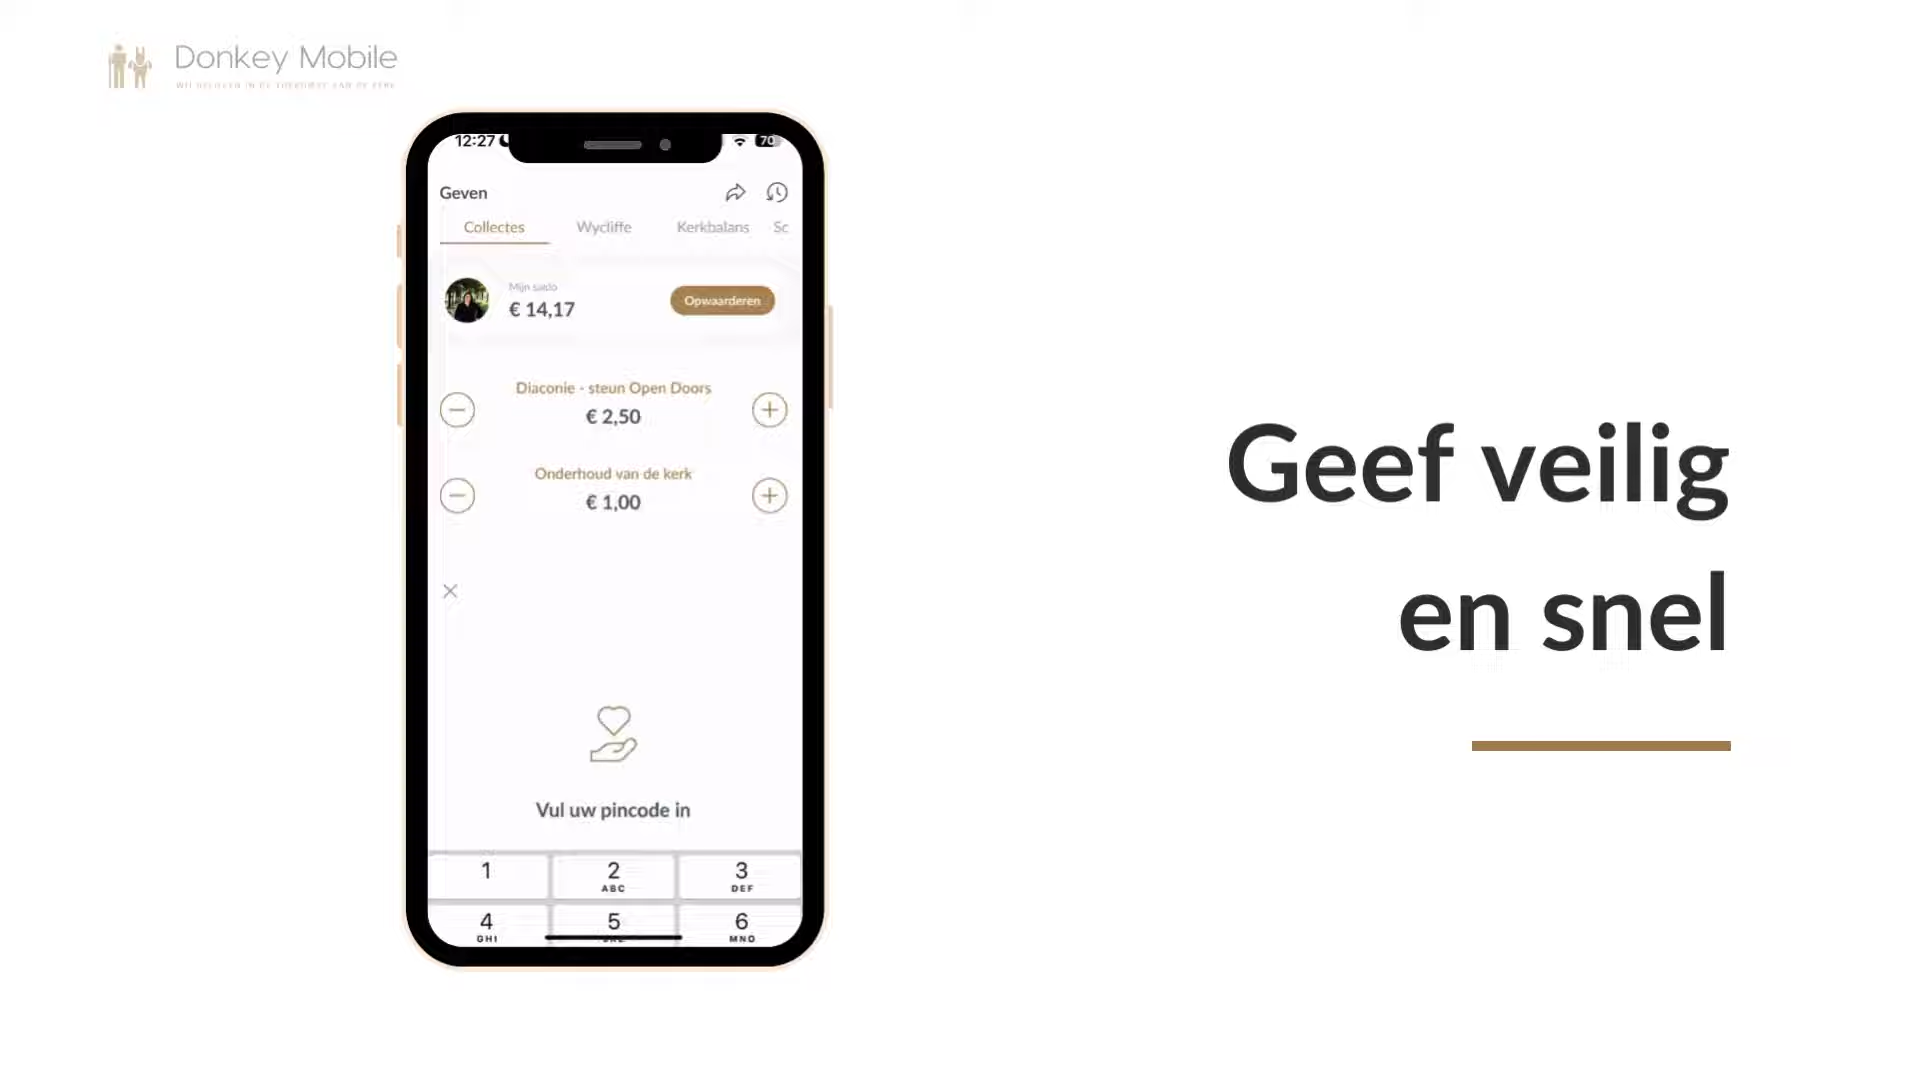 Donkey Mobile
12:27
70
Geven
Collectes Wycliffe Kerkbalans Sc
Mijn saldo
€ 14,17
Opwaarderen
Diaconie - steun Open Doors
€ 2,50
Onderhoud van de kerk
€ 1,00
Vul uw pincode in
1 2 3
ABC DEF
4 5 6
GHI MNO
Geef veilig
en snel